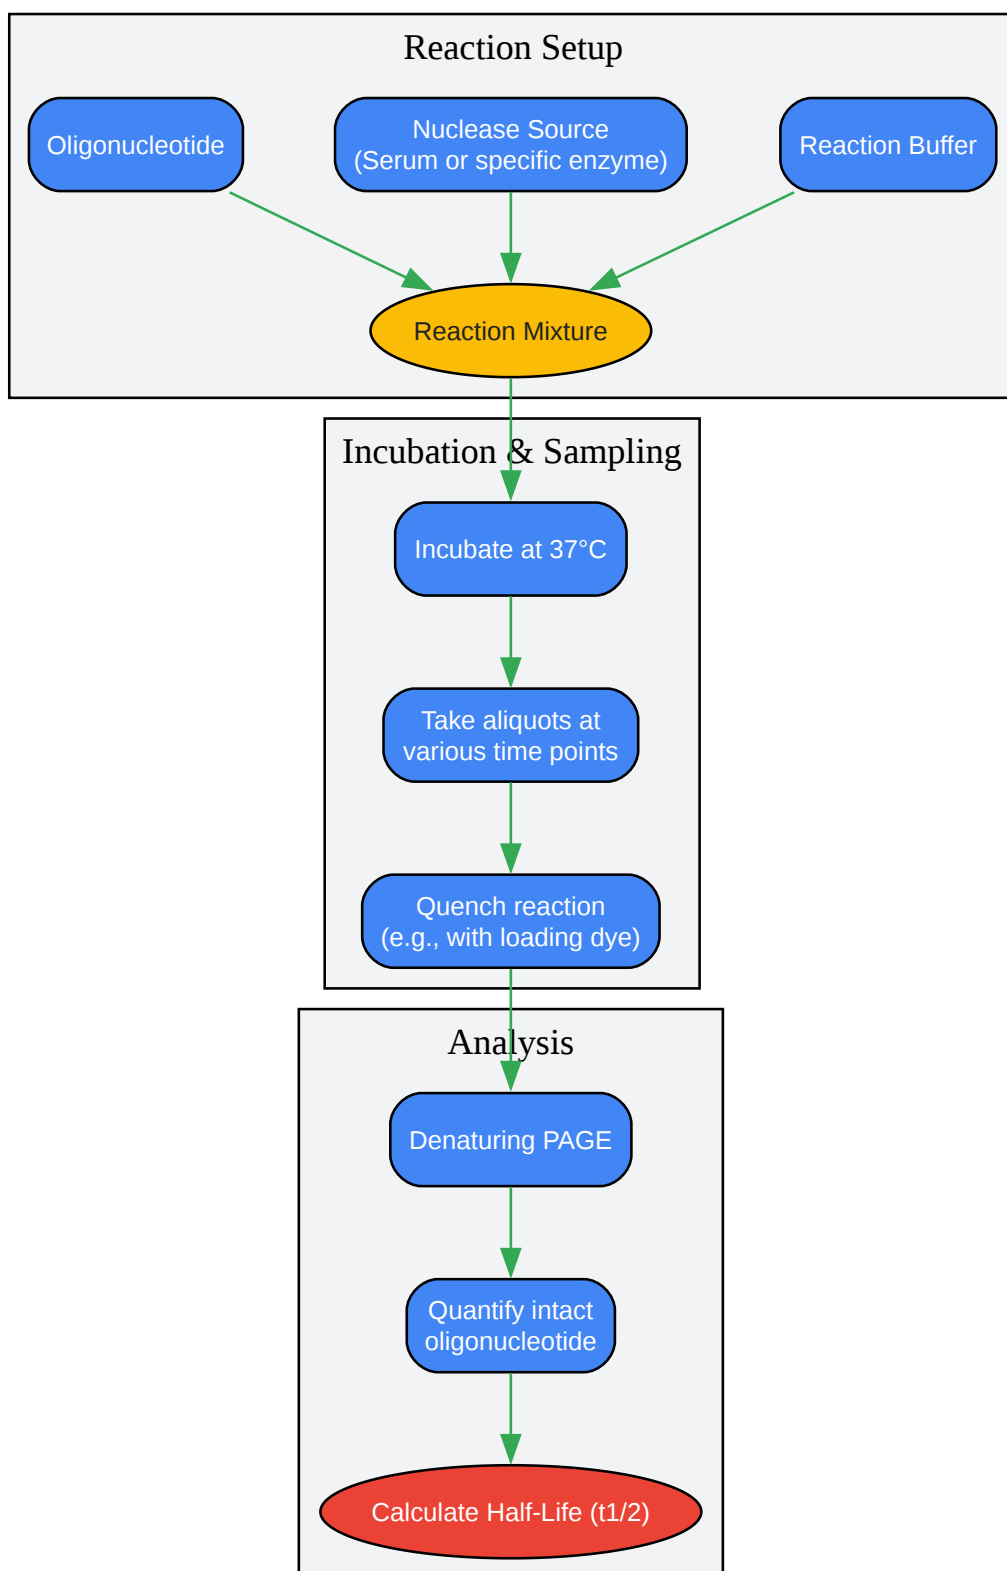 Reaction Setup
Oligonucleotide
Nuclease Source
(Serum or specific enzyme)
Reaction Buffer
Reaction Mixture
Incubation & Sampling
Incubate at 37°C
Take aliquots at
various time points
Quench reaction
(e.g., with loading dye)
Analysis
Denaturing PAGE
Quantify intact
oligonucleotide
Calculate Half-Life (t1/2)